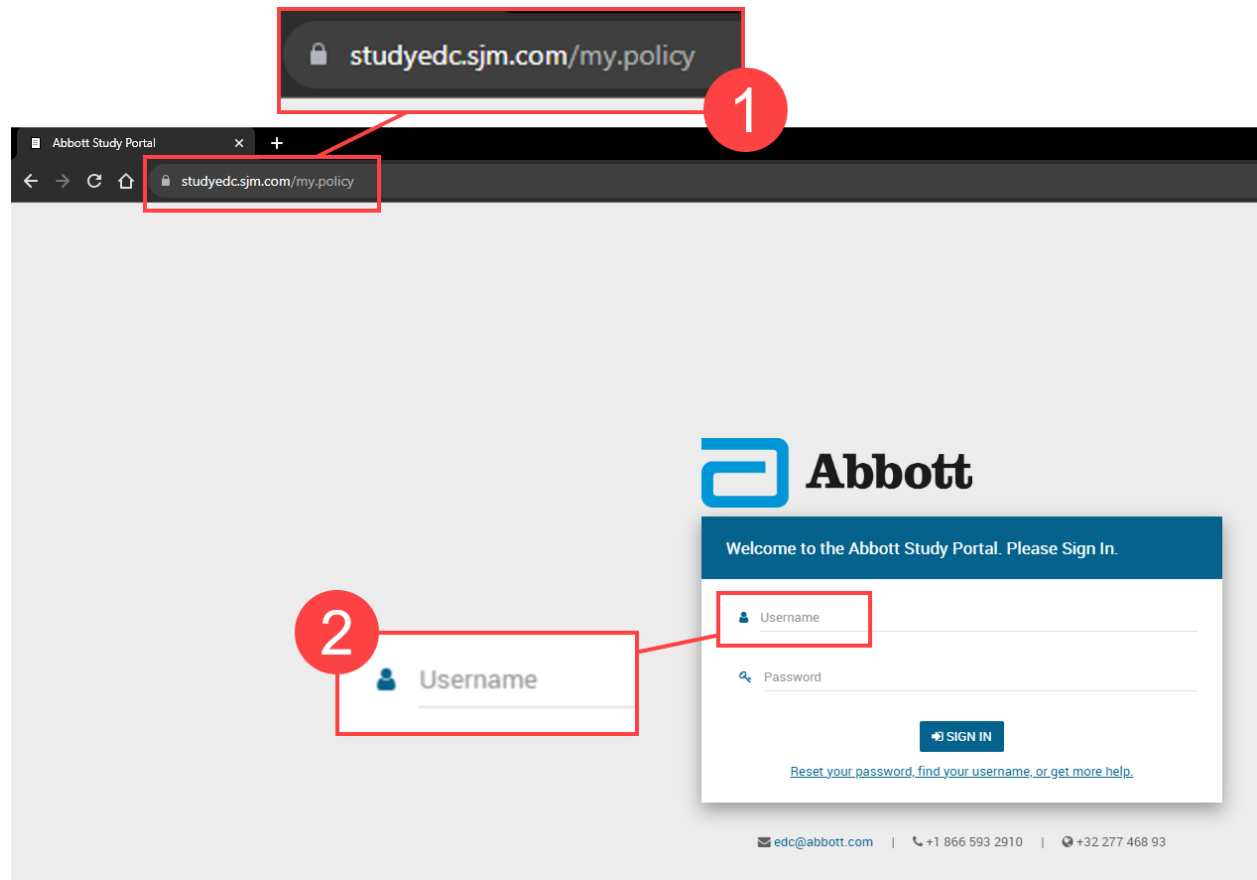 studyedc.sjm.com/my.policy
1
Abbott Study Portal
studyedc.sjm.com/my.policy
Abbott
Welcome to the Abbott Study Portal. Please Sign In.
Username
2
Username
Password
SIGN IN
Reset your password, find your username, or get more help.
edc@abbott.com | +1 866 593 2910 | +32 277 468 93